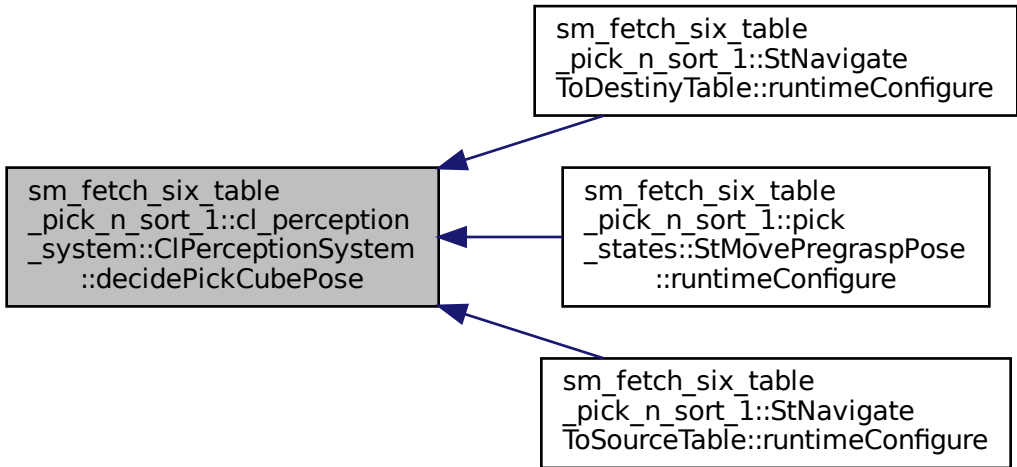 sm_fetch_six_table
_pick_n_sort_1::StNavigate
ToDestinyTable::runtimeConfigure
sm_fetch_six_table
_pick_n_sort_1::cl_perception
_system::ClPerceptionSystem
::decidePickCubePose
sm_fetch_six_table
_pick_n_sort_1::pick
_states::StMovePregraspPose
::runtimeConfigure
sm_fetch_six_table
_pick_n_sort_1::StNavigate
ToSourceTable::runtimeConfigure